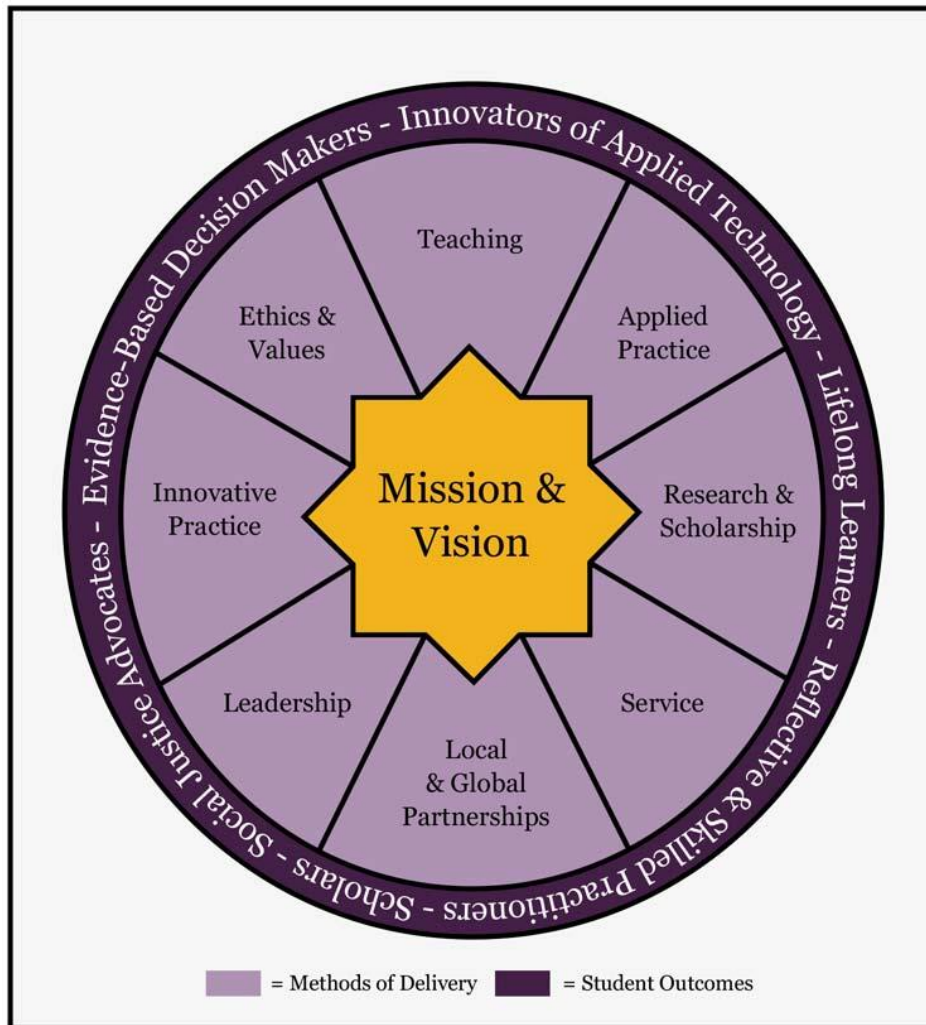 Evidence-Based Decision Makers - Innovators of Applied Technology - Lifelong Learners - Reflective & Skilled Practitioners - Scholars - Social Justice Advocates -
Teaching
Applied
Practice
Research &
Scholarship
Service
Local
& Global
Partnerships
Leadership
Innovative
Practice
Ethics &
Values
Mission &
Vision
= Methods of Delivery
= Student Outcomes